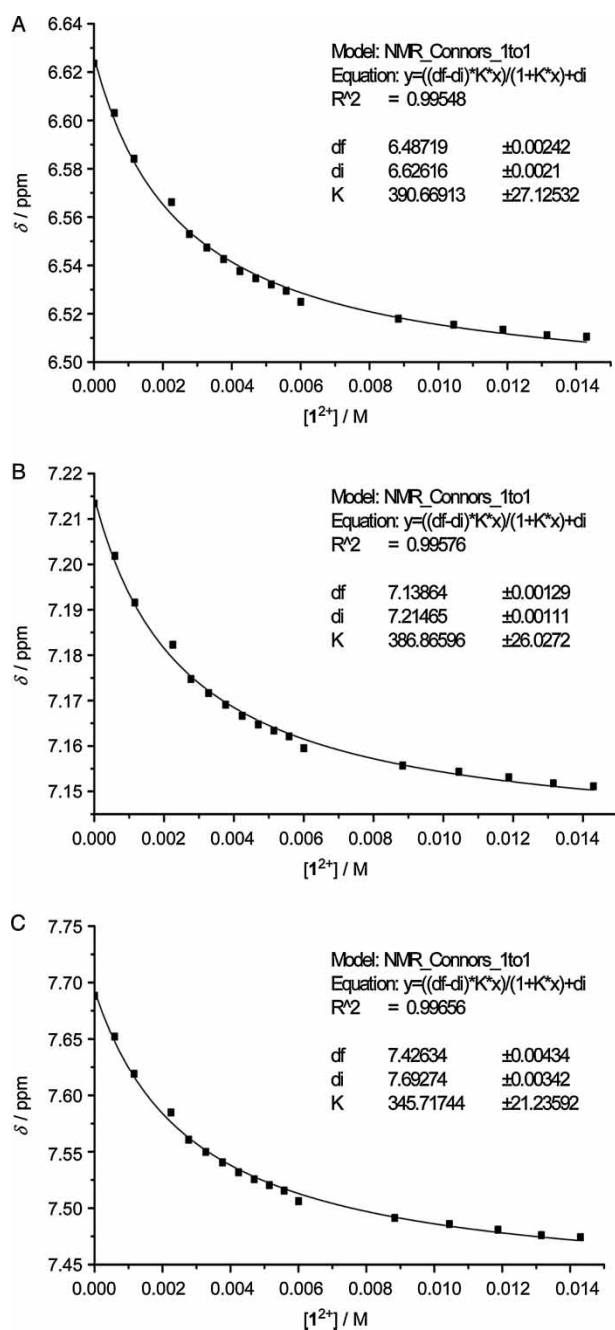 A
6.64
6.62
6.60
6.58
6.56
6.54
6.52
6.50
δ / ppm
Model: NMR_Connors_1to1
Equation: y=((df-di)*K*x)/(1+K*x)+di
R^2 = 0.99548
df 6.48719 ±0.00242
di 6.62616 ±0.0021
K 390.66913 ±27.12532
0.000 0.002 0.004 0.006 0.008 0.010 0.012 0.014
[1²⁺] / M
B
7.22
7.21
7.20
7.19
7.18
7.17
7.16
7.15
δ / ppm
Model: NMR_Connors_1to1
Equation: y=((df-di)*K*x)/(1+K*x)+di
R^2 = 0.99576
df 7.13864 ±0.00129
di 7.21465 ±0.00111
K 386.86596 ±26.0272
0.000 0.002 0.004 0.006 0.008 0.010 0.012 0.014
[1²⁺] / M
C
7.75
7.70
7.65
7.60
7.55
7.50
7.45
δ / ppm
Model: NMR_Connors_1to1
Equation: y=((df-di)*K*x)/(1+K*x)+di
R^2 = 0.99656
df 7.42634 ±0.00434
di 7.69274 ±0.00342
K 345.71744 ±21.23592
0.000 0.002 0.004 0.006 0.008 0.010 0.012 0.014
[1²⁺] / M